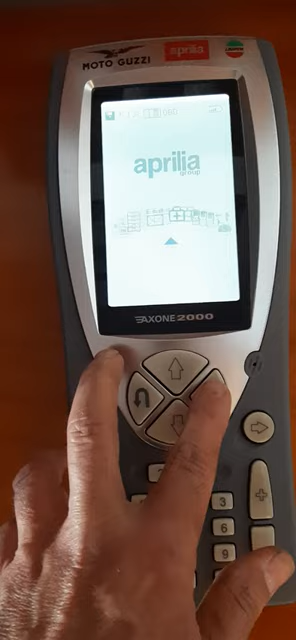 MOTO GUZZI
aprilia
aprilia
group
AXONE 2000
3
6
9